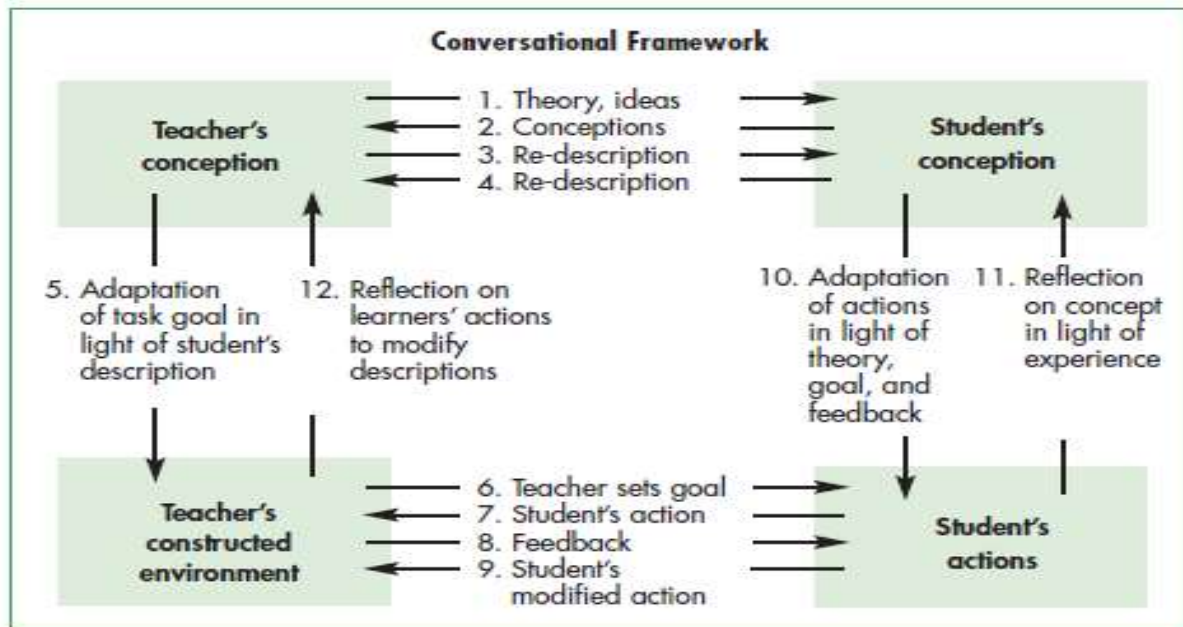 Conversational Framework
Teacher's
conception
1. Theory, ideas
2. Conceptions
3. Re-description
4. Re-description
Student's
conception
5. Adaptation
of task goal in
light of student's
description
12. Reflection on
learners' actions
to modify
descriptions
10. Adaptation
of actions
in light of
theory,
goal, and
feedback
11. Reflection
on concept
in light of
experience
Teacher's
constructed
environment
6. Teacher sets goal
7. Student's action
8. Feedback
9. Student's
modified action
Student's
actions